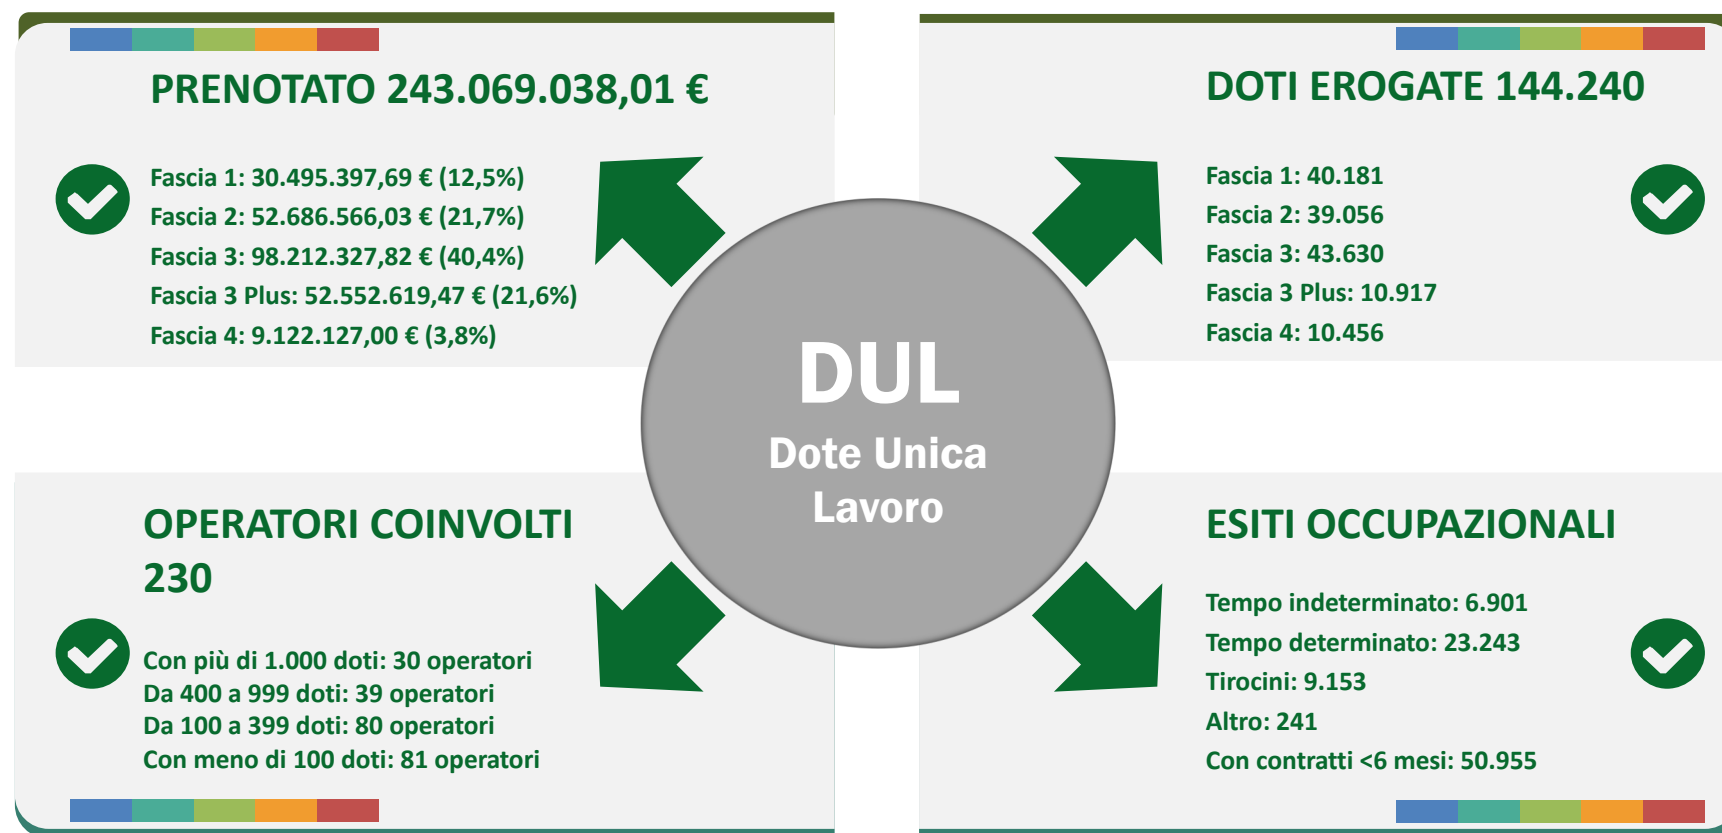 PRENOTATO 243.069.038,01 €
Fascia 1: 30.495.397,69 € (12,5%)
Fascia 2: 52.686.566,03 € (21,7%)
Fascia 3: 98.212.327,82 € (40,4%)
Fascia 3 Plus: 52.552.619,47 € (21,6%)
Fascia 4: 9.122.127,00 € (3,8%)
DOTI EROGATE 144.240
Fascia 1: 40.181
Fascia 2: 39.056
Fascia 3: 43.630
Fascia 3 Plus: 10.917
Fascia 4: 10.456
DUL
Dote Unica
Lavoro
OPERATORI COINVOLTI
230
Con più di 1.000 doti: 30 operatori
Da 400 a 999 doti: 39 operatori
Da 100 a 399 doti: 80 operatori
Con meno di 100 doti: 81 operatori
ESITI OCCUPAZIONALI
Tempo indeterminato: 6.901
Tempo determinato: 23.243
Tirocini: 9.153
Altro: 241
Con contratti <6 mesi: 50.955